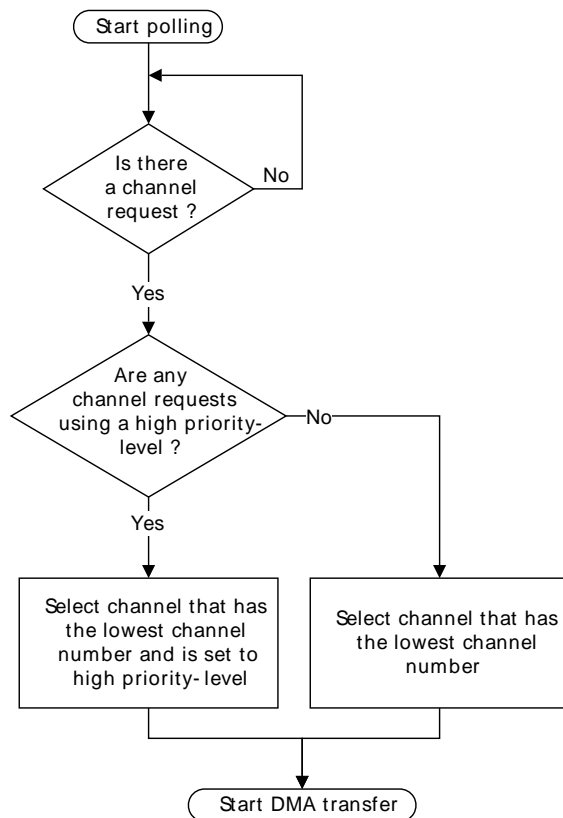 Start polling
Is there
a channel
request ?
No
Yes
Are any
channel requests
using a high priority-
level ?
No
Yes
Select channel that has
the lowest channel
number and is set to
high priority- level
Select channel that has
the lowest channel
number
Start DMA transfer